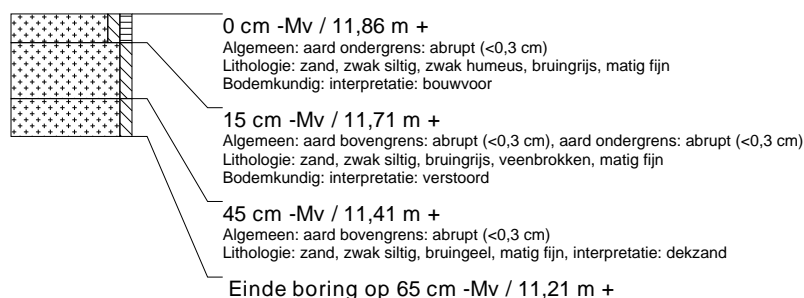 0 cm -Mv / 11,86 m +
Algemeen: aard ondergrens: abrupt (<0,3 cm)
Lithologie: zand, zwak siltig, zwak humeus, bruingrijs, matig fijn
Bodemkundig: interpretatie: bouwvoor
15 cm -Mv / 11,71 m +
Algemeen: aard bovengrens: abrupt (<0,3 cm), aard ondergrens: abrupt (<0,3 cm)
Lithologie: zand, zwak siltig, bruingrijs, veenbrokken, matig fijn
Bodemkundig: interpretatie: verstoord
45 cm -Mv / 11,41 m +
Algemeen: aard bovengrens: abrupt (<0,3 cm)
Lithologie: zand, zwak siltig, bruingeel, matig fijn, interpretatie: dekzand
Einde boring op 65 cm -Mv / 11,21 m +